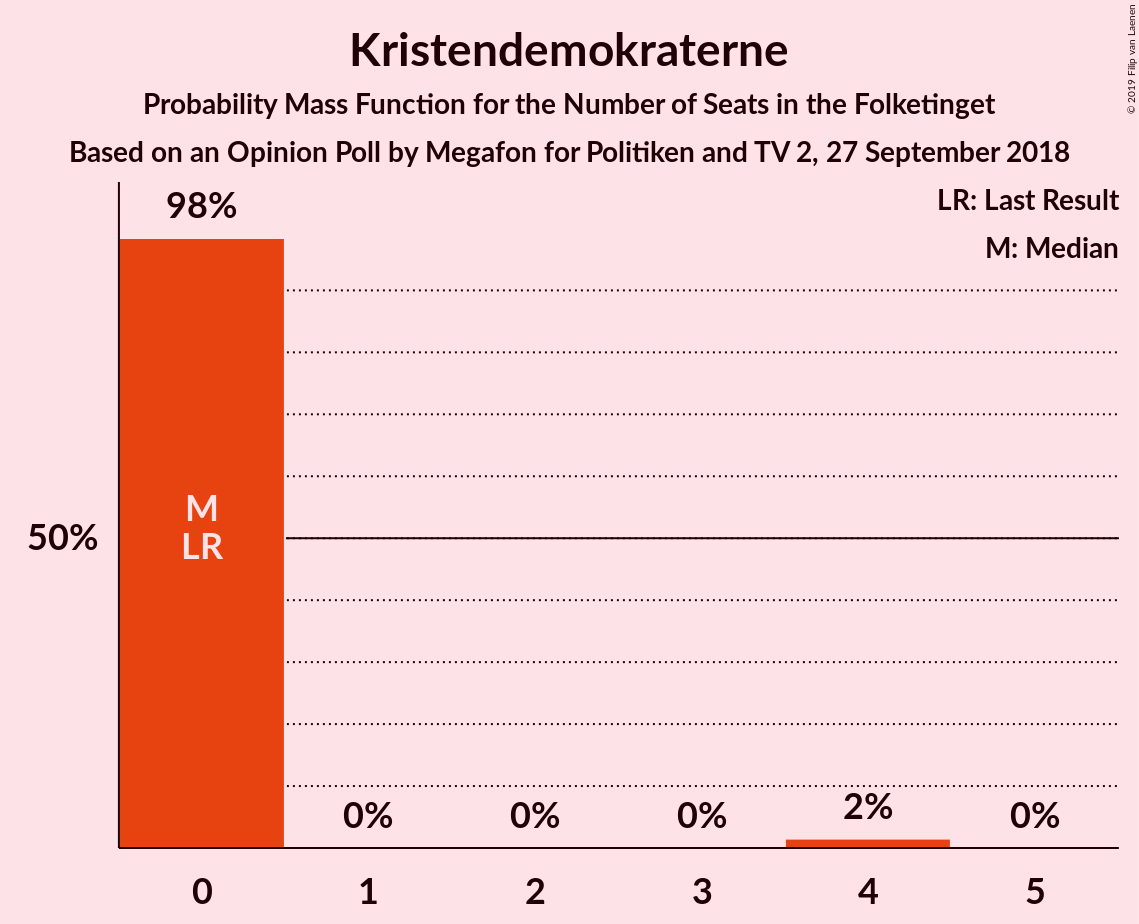 Kristendemokraterne
Probability Mass Function for the Number of Seats in the Folketinget
Based on an Opinion Poll by Megafon for Politiken and TV 2, 27 September 2018
© 2019 Filip van Laenen
LR: Last Result
M: Median
98%
M
LR
50%
0%
0%
0%
2%
0%
0
1
2
3
4
5